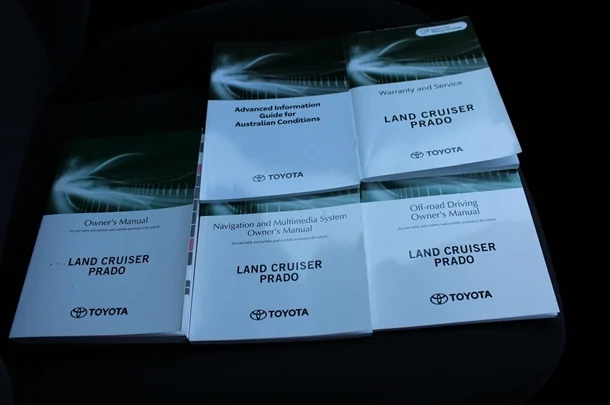 Advanced Information
Guide for
Australian Conditions
TOYOTA
Warranty and Service
LAND CRUISER
PRADO
TOYOTA
Owner's Manual
LAND CRUISER
PRADO
TOYOTA
Navigation and Multimedia System
Owner's Manual
LAND CRUISER
PRADO
TOYOTA
Off-road Driving
Owner's Manual
LAND CRUISER
PRADO
TOYOTA